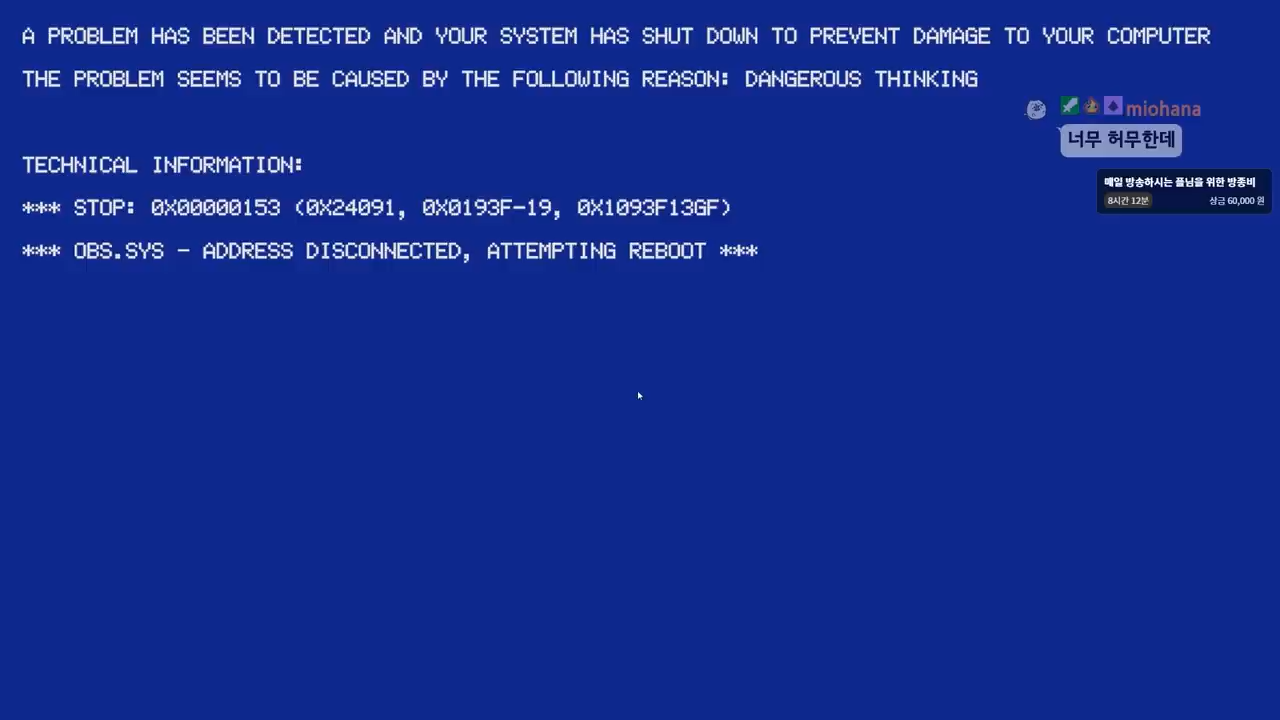 A PROBLEM HAS BEEN DETECTED AND YOUR SYSTEM HAS SHUT DOWN TO PREVENT DAMAGE TO YOUR COMPUTER
THE PROBLEM SEEMS TO BE CAUSED BY THE FOLLOWING REASON: DANGEROUS THINKING
miohana
너무 허무한데
TECHNICAL INFORMATION:
매일 방송하시는 플님을 위한 방종비
8시간 12분 상금 60,000 원
*** STOP: 0X00000153 (0X24091, 0X0193F-19, 0X1093F13GF)
*** OBS.SYS - ADDRESS DISCONNECTED, ATTEMPTING REBOOT ***